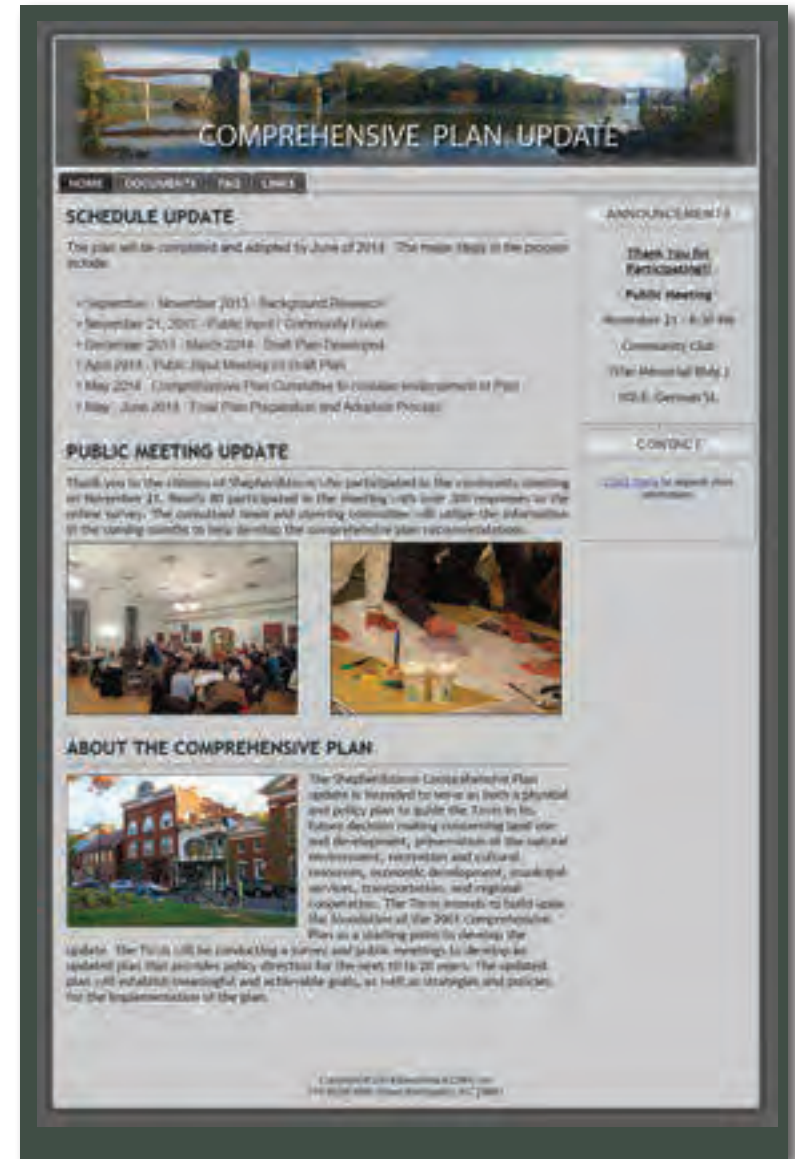 COMPREHENSIVE PLAN UPDATE
HOME DOCUMENTS FAQ LINKS
SCHEDULE UPDATE
The plan will be completed and adopted by June of 2014. The major steps in the process
include:
• September - November 2013 - Background Research
• November 21, 2013 - Public Input / Community Forum
• December 2013 - March 2014 - Draft Plan Developed
• April 2014 - Public Input Meeting on Draft Plan
• May 2014 - Comprehensive Plan Committee to consider endorsement of Plan
• May - June 2014 - Final Plan Preparation and Adoption Process
PUBLIC MEETING UPDATE
Thank you to the citizens of Shepherdstown who participated in the community meeting
on November 21. Nearly 80 participated in the meeting with over 300 responses to the
online survey. The consultant team and steering committee will utilize the information
in the coming months to help develop the comprehensive plan recommendations.
ABOUT THE COMPREHENSIVE PLAN
The Shepherdstown Comprehensive Plan
update is intended to serve as both a physical
and policy plan to guide the Town in its
future decision making concerning land use
and development, preservation of the natural
environment, recreation and cultural
resources, economic development, municipal
services, transportation, and regional
cooperation. The Town intends to build upon
the foundation of the 2001 Comprehensive
Plan as a starting point to develop the
update. The Town will be conducting a survey and public meetings to develop an
updated plan that provides policy direction for the next 10 to 20 years. The updated
plan will establish meaningful and achievable goals, as well as strategies and policies
for the implementation of the plan.
ANNOUNCEMENTS
Thank You for
Participating!!
Public Meeting
November 21 - 6:30 PM
Community Club
(War Memorial Bldg.)
102 E. German St.
CONTACT
Click Here to request more
information